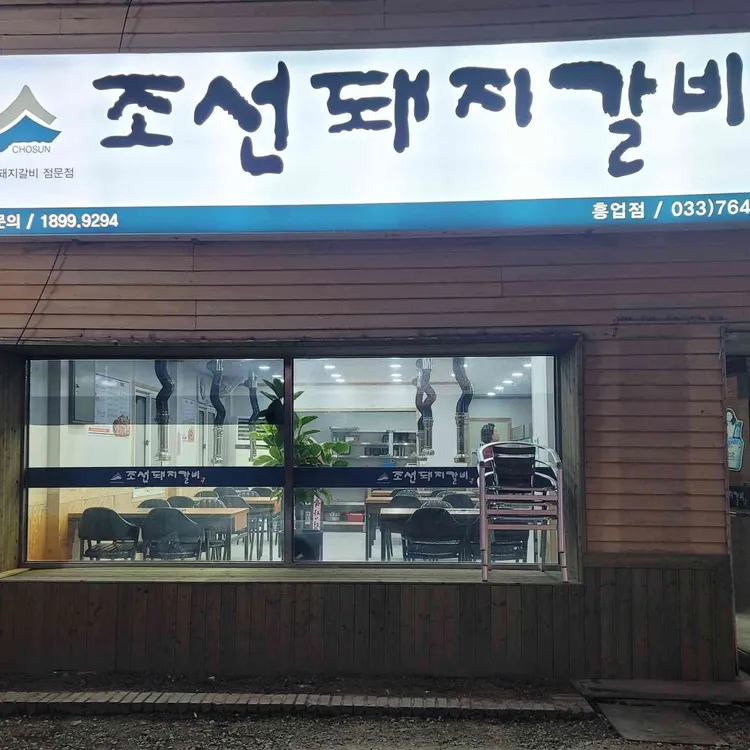 조선돼지갈비
CHOSUN
돼지갈비 점문점
문의 / 1899.9294
흥업점 / 033)764
조선돼지갈비
조선돼지갈비